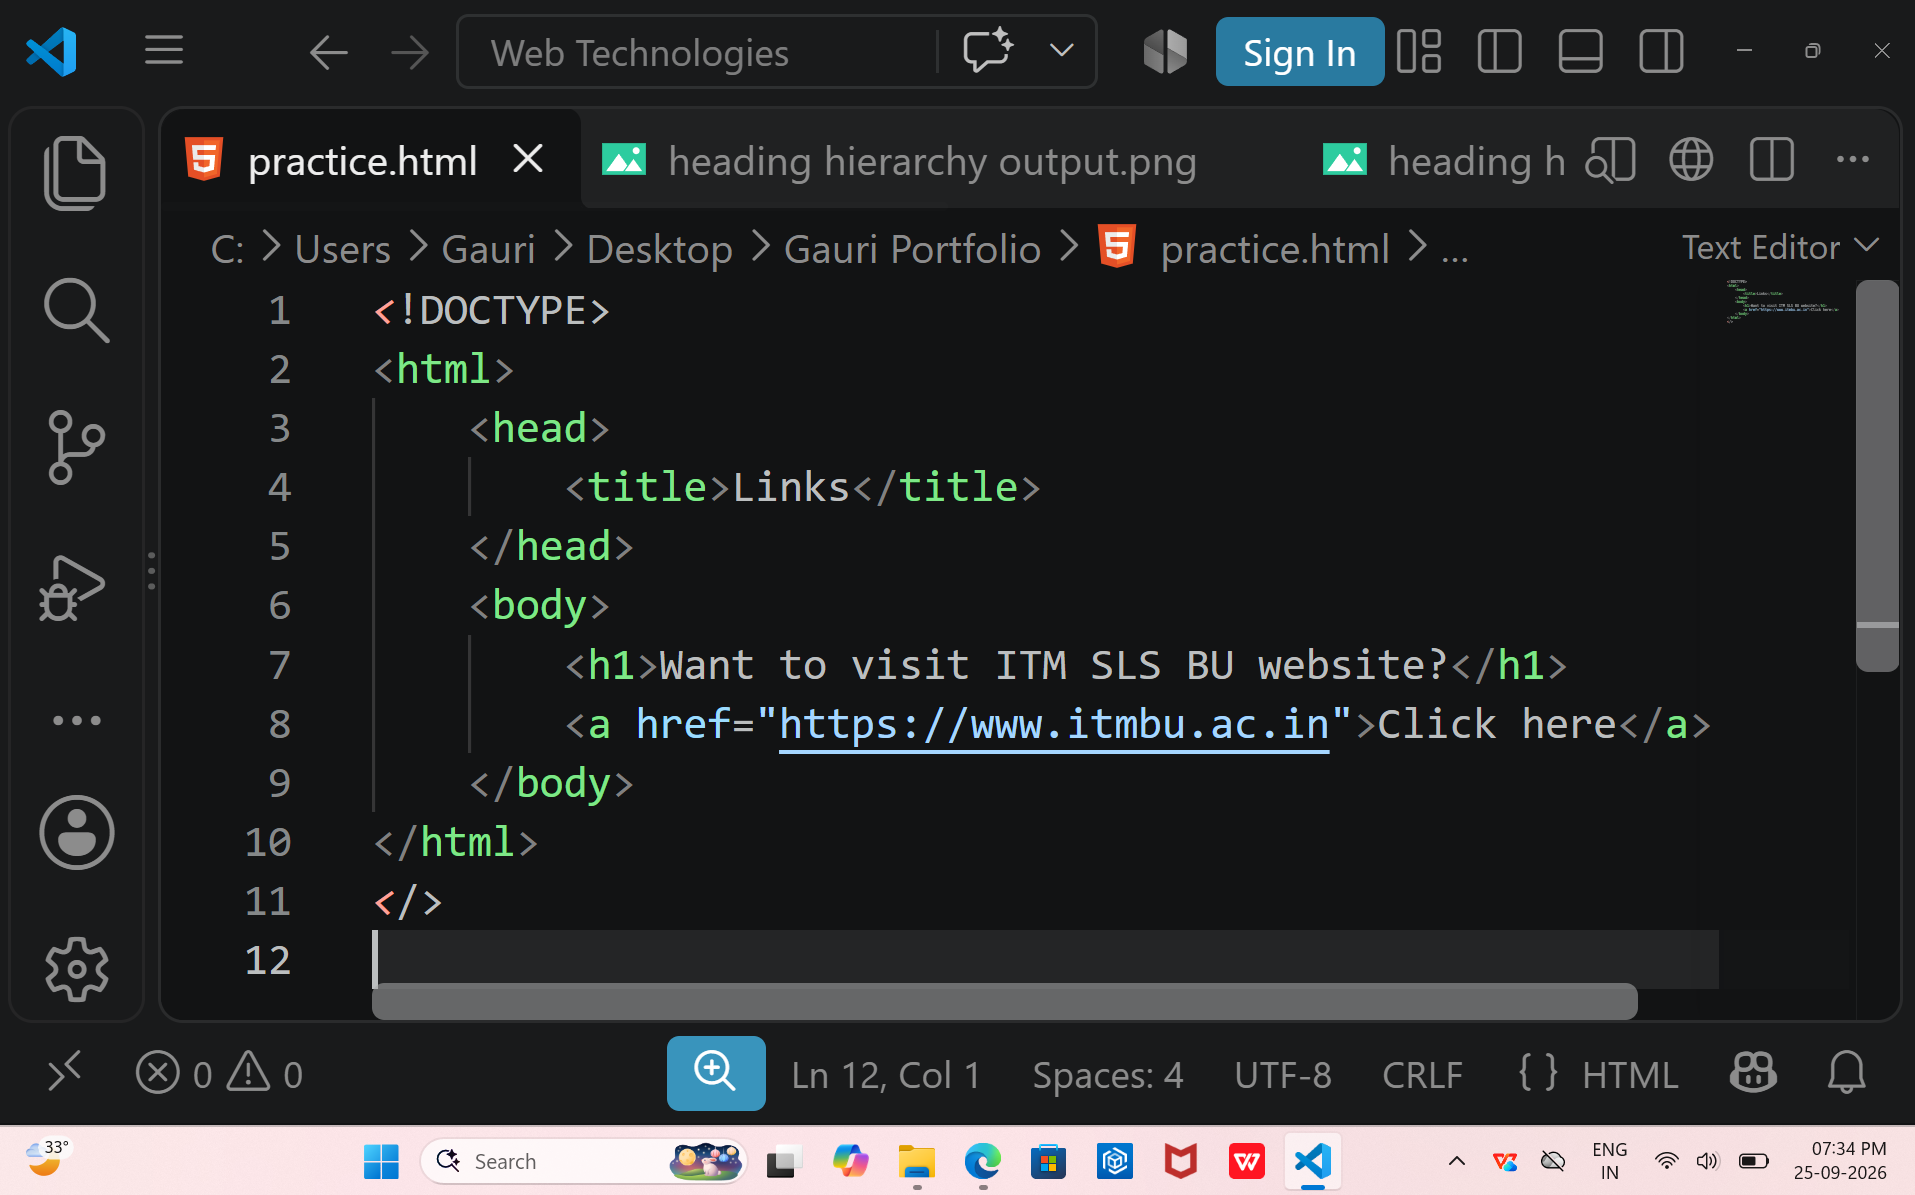 Web Technologies
Sign In
practice.html
heading hierarchy output.png
heading h
C: > Users > Gauri > Desktop > Gauri Portfolio > practice.html > ...
Text Editor
1 <!DOCTYPE>
2 <html>
3 <head>
4 <title>Links</title>
5 </head>
6 <body>
7 <h1>Want to visit ITM SLS BU website?</h1>
8 <a href="https://www.itmbu.ac.in">Click here</a>
9 </body>
10 </html>
11 </>
12
0 0
Ln 12, Col 1
Spaces: 4
UTF-8
CRLF
{ } HTML
33°
Search
ENG
IN
07:34 PM
25-09-2026